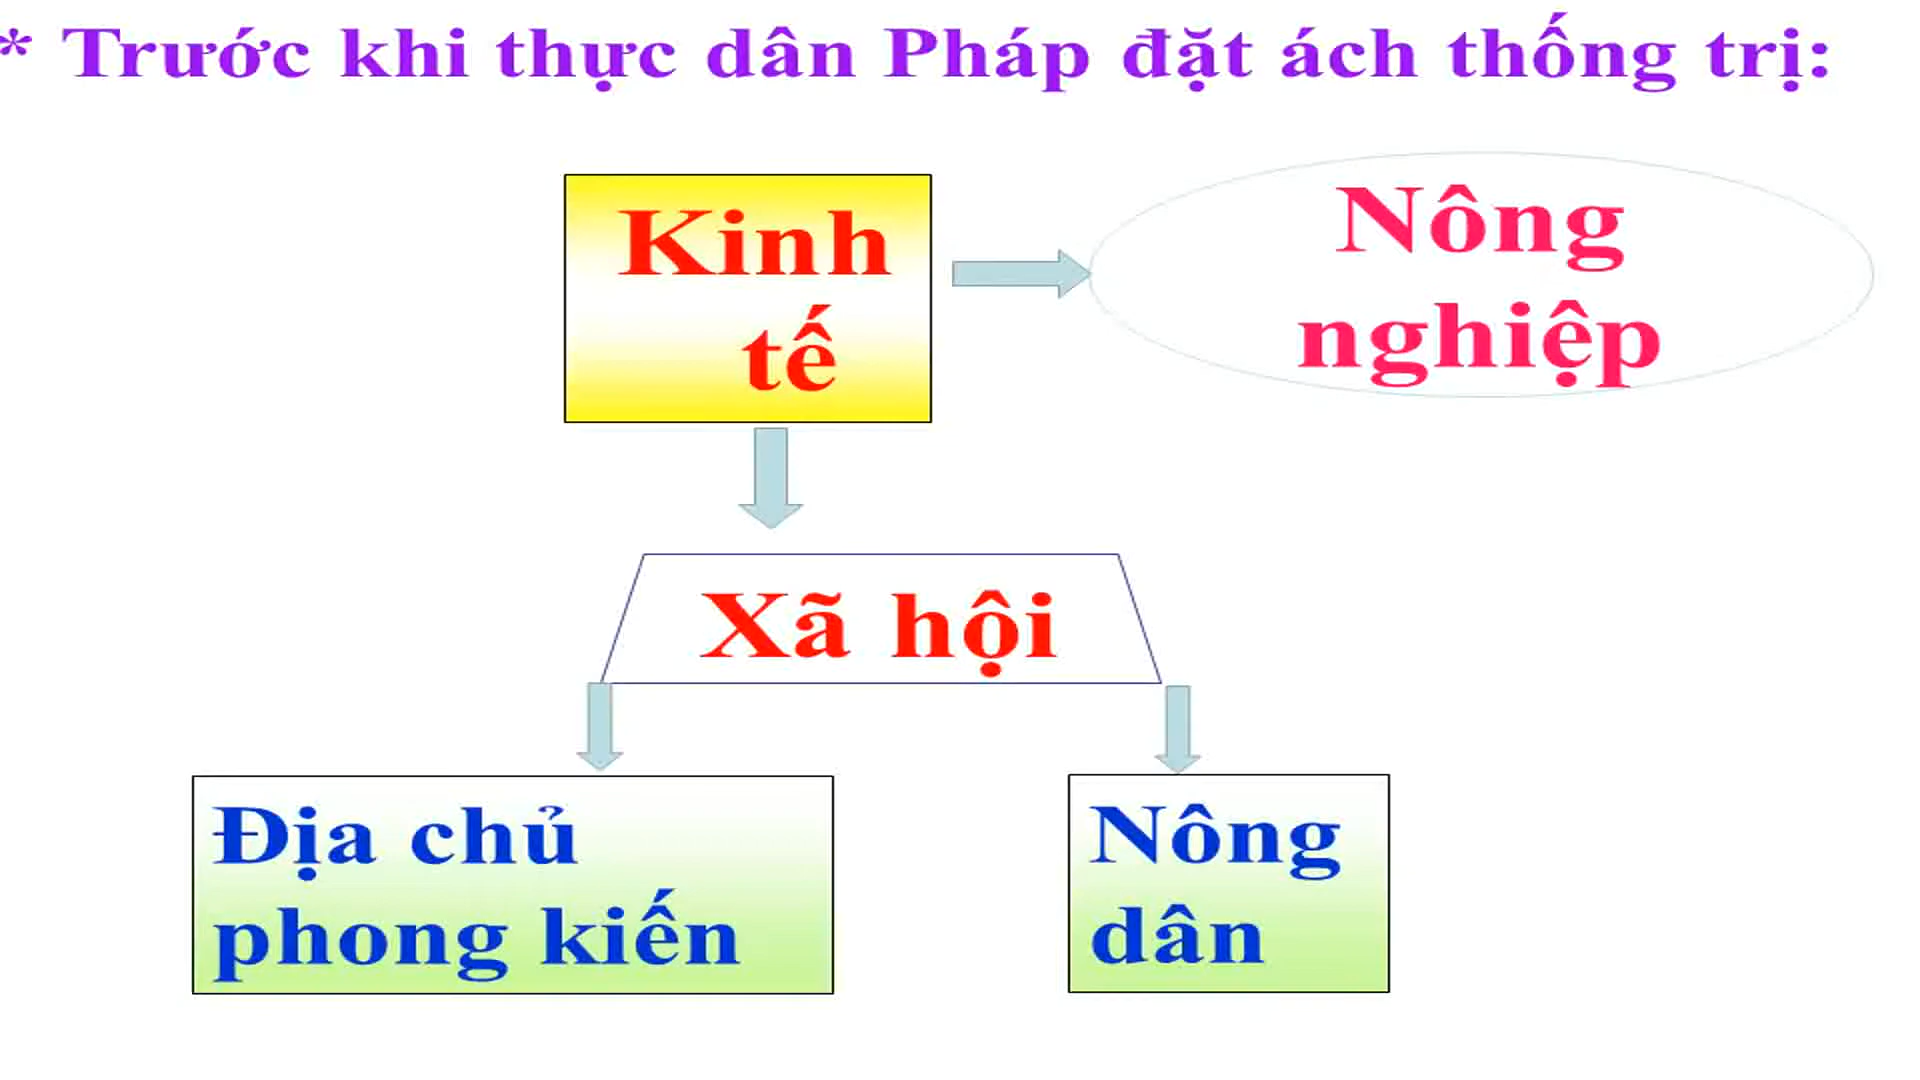 * Trước khi thực dân Pháp đặt ách thống trị:
Kinh
tế
Nông
nghiệp
Xã hội
Địa chủ
phong kiến
Nông
dân